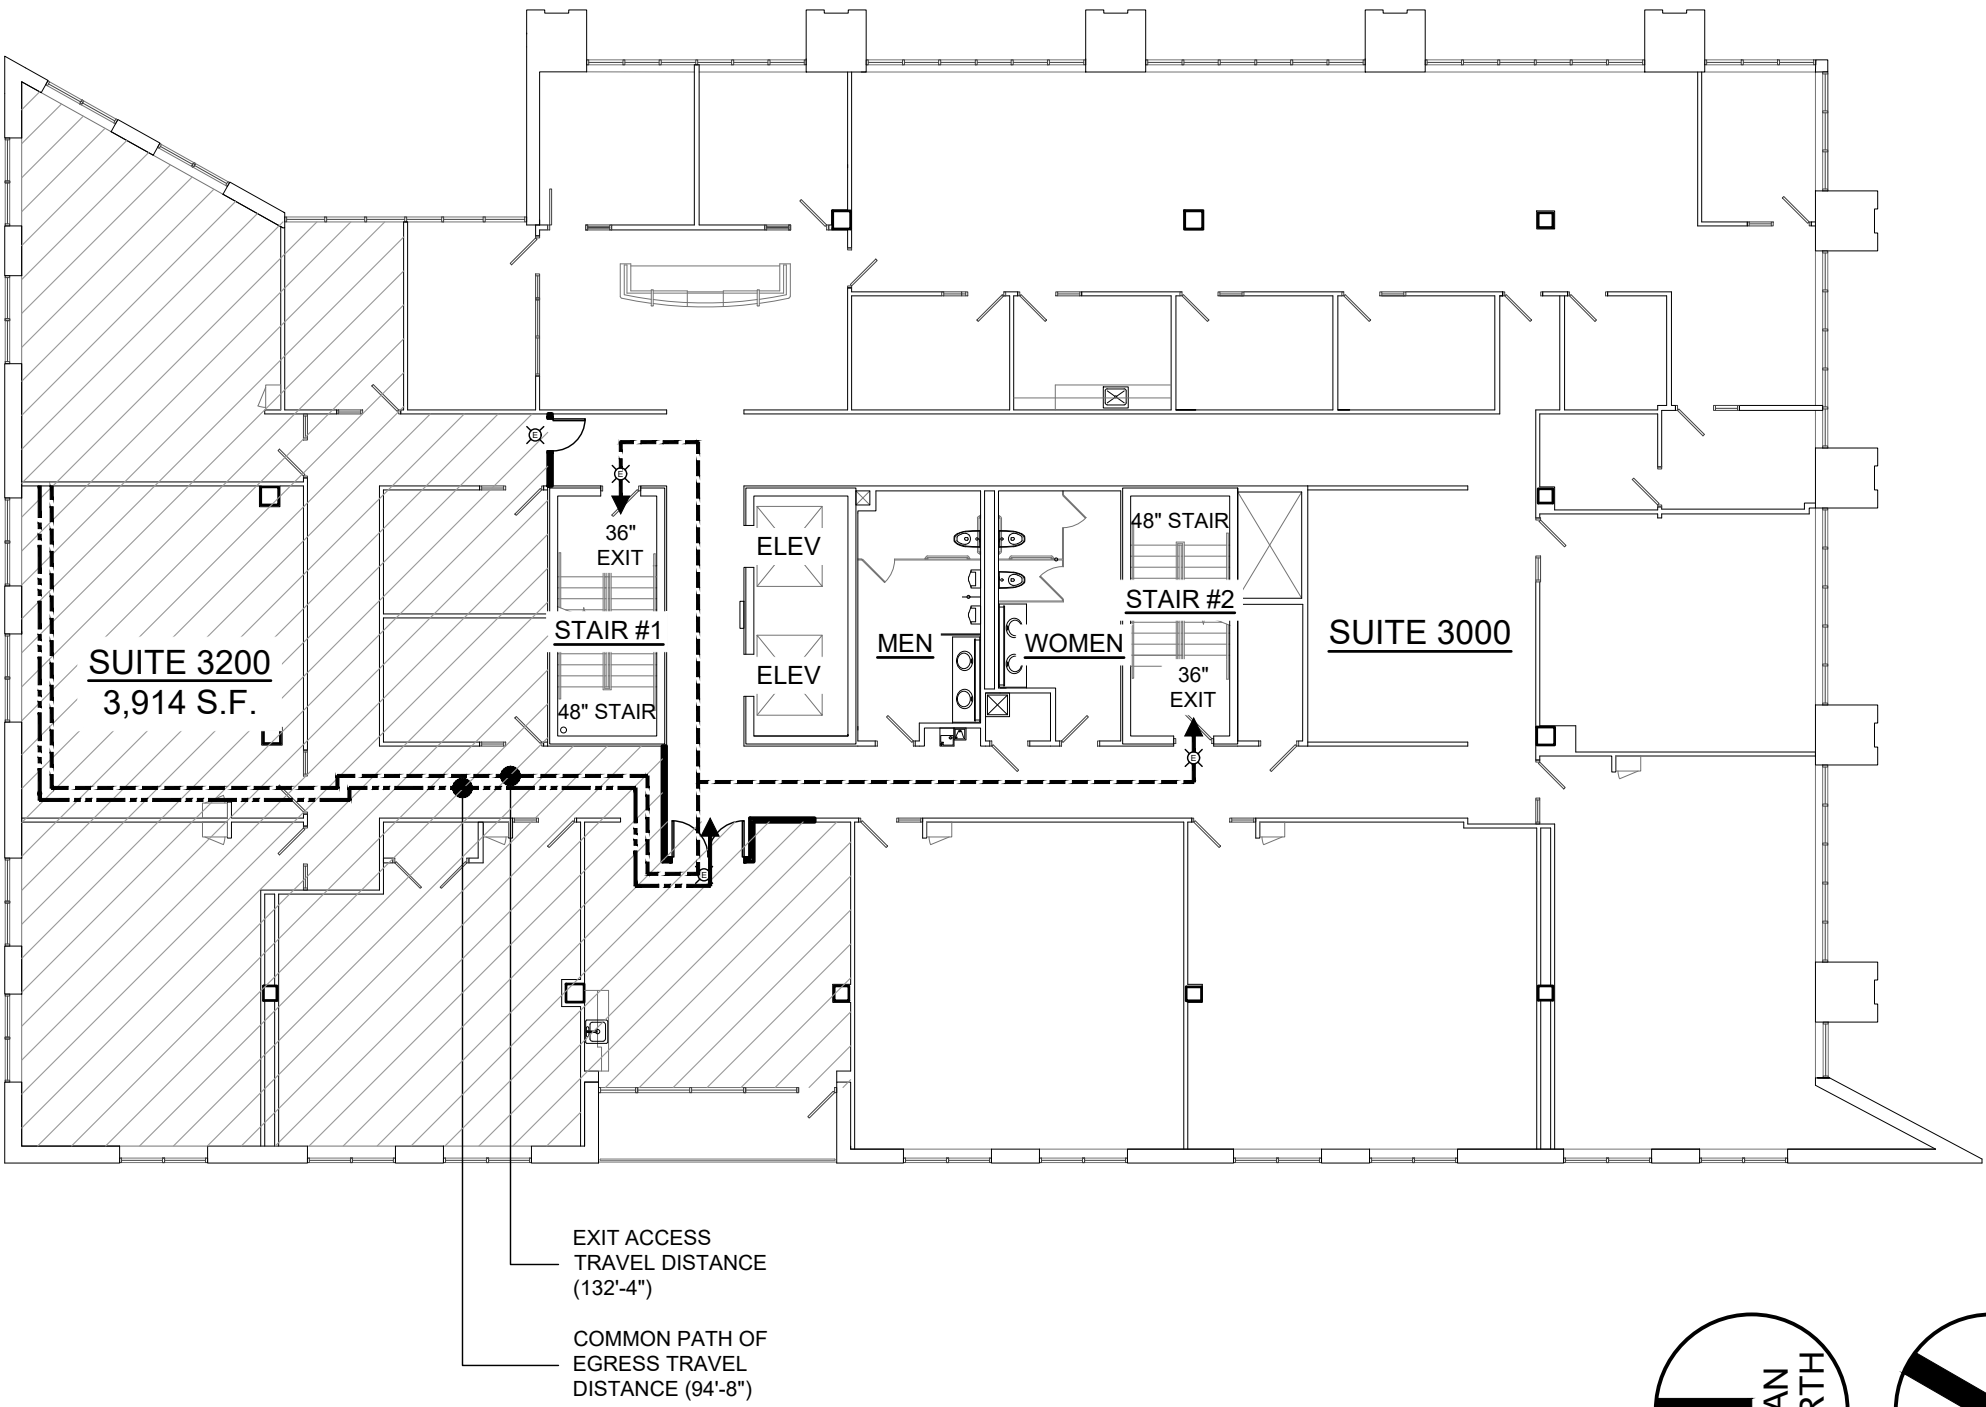 36"
EXIT
48" STAIR
ELEV
STAIR #2
STAIR #1
SUITE 3000
MEN
WOMEN
SUITE 3200
3,914 S.F.
ELEV
36"
EXIT
48" STAIR
E
E
E
E
EXIT ACCESS
TRAVEL DISTANCE
(132'-4")
COMMON PATH OF
EGRESS TRAVEL
DISTANCE (94'-8")